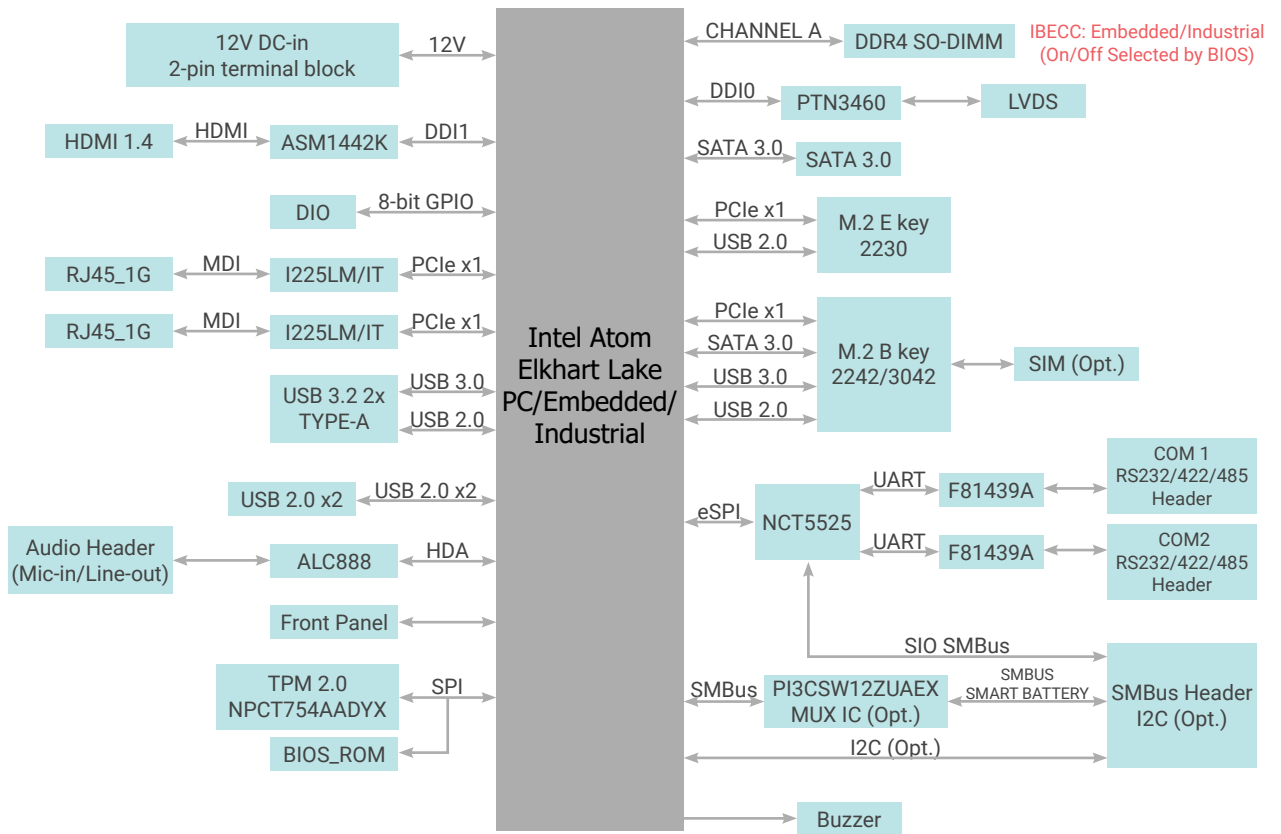 12V DC-in
2-pin terminal block
12V
HDMI 1.4
HDMI
ASM1442K
DDI1
DIO
8-bit GPIO
RJ45_1G
MDI
I225LM/IT
PCIe x1
RJ45_1G
MDI
I225LM/IT
PCIe x1
USB 3.2 2x
TYPE-A
USB 3.0
USB 2.0
USB 2.0 x2
USB 2.0 x2
Audio Header
(Mic-in/Line-out)
ALC888
HDA
Front Panel
TPM 2.0
NPCT754AADYX
SPI
BIOS_ROM
Intel Atom
Elkhart Lake
PC/Embedded/
Industrial
CHANNEL A
DDR4 SO-DIMM
IBECC: Embedded/Industrial
(On/Off Selected by BIOS)
DDI0
PTN3460
LVDS
SATA 3.0
SATA 3.0
PCIe x1
USB 2.0
M.2 E key
2230
PCIe x1
SATA 3.0
USB 3.0
USB 2.0
M.2 B key
2242/3042
SIM (Opt.)
eSPI
NCT5525
UART
F81439A
COM 1
RS232/422/485
Header
UART
F81439A
COM2
RS232/422/485
Header
SIO SMBus
SMBus
PI3CSW12ZUAEX
MUX IC (Opt.)
SMBUS
SMART BATTERY
SMBus Header
I2C (Opt.)
I2C (Opt.)
Buzzer